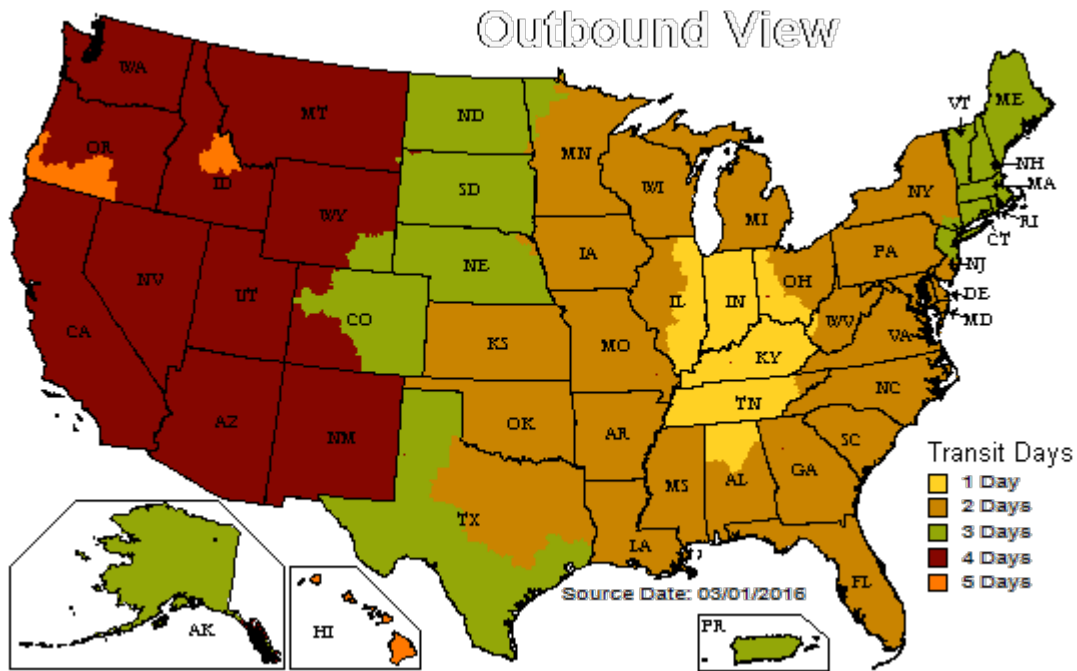 Outbound View
WA
MT
ND
VT
ME
OR
MN
ID
SD
WI
NH
MA
WY
MI
NY
RI
CT
IA
NE
PA
NJ
NV
UT
IL
IN
OH
DE
MD
CA
CO
KS
MO
WV
VA
KY
NC
TN
AZ
NM
OK
AR
SC
MS
AL
GA
TX
LA
FL
Transit Days
1 Day
2 Days
3 Days
4 Days
5 Days
Source Date: 03/01/2016
AK
HI
PR